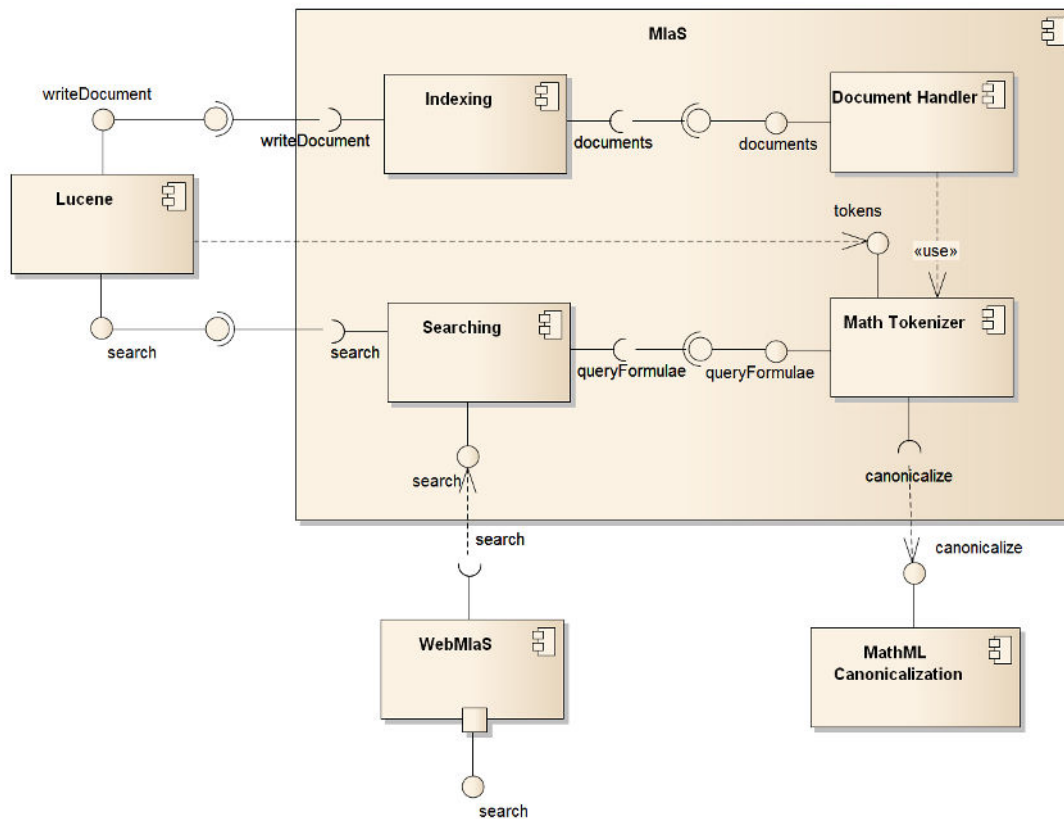 MIaS
writeDocument
Indexing
Document Handler
writeDocument
documents
documents
Lucene
tokens
«use»
Searching
Math Tokenizer
search
search
queryFormulae
queryFormulae
search
canonicalize
search
canonicalize
WebMIaS
MathML
Canonicalization
search